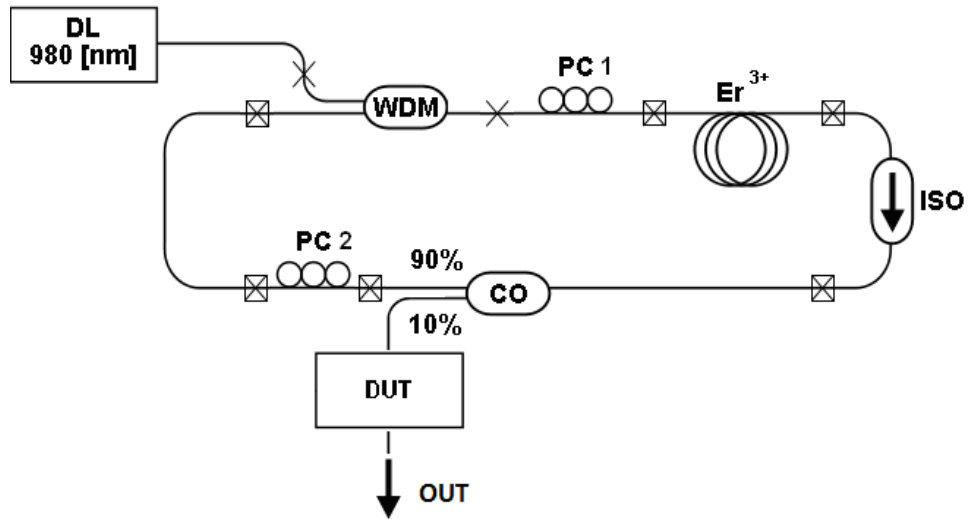 DL
980 [nm]
WDM
PC 1
Er 3+
ISO
PC 2
90%
CO
10%
DUT
OUT